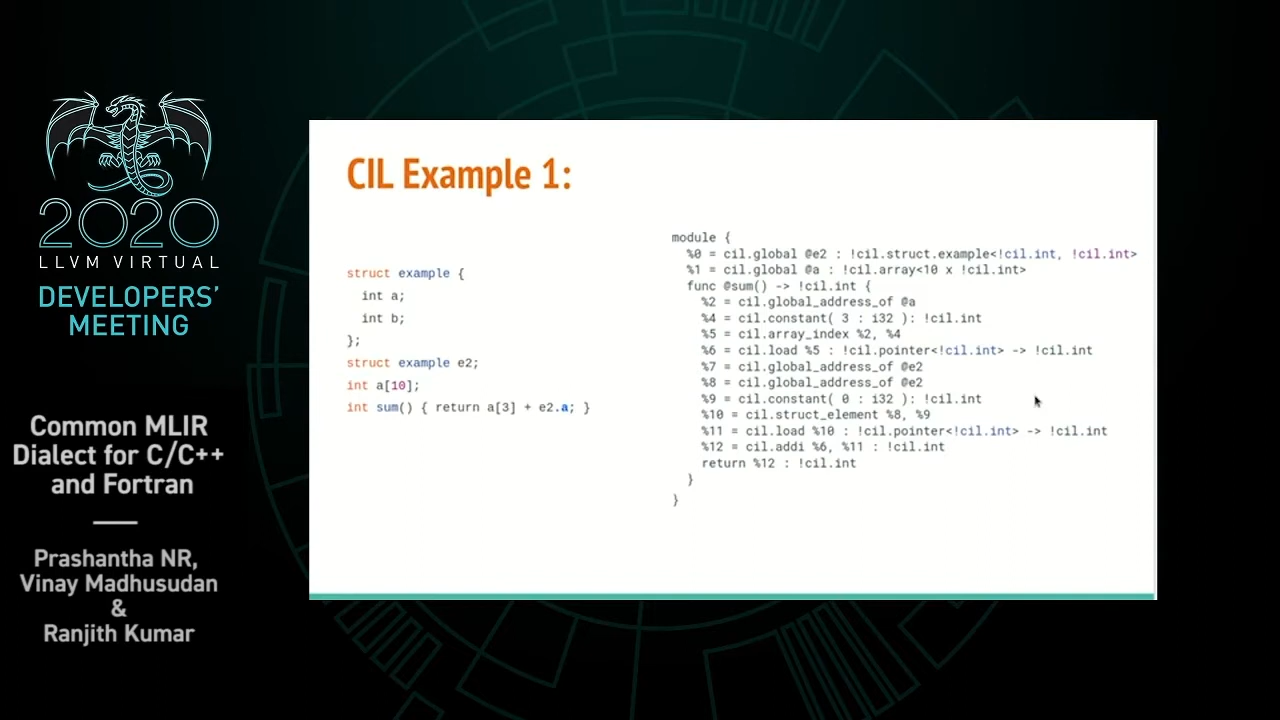 2020
LLVM VIRTUAL
DEVELOPERS'
MEETING
Common MLIR
Dialect for C/C++
and Fortran
Prashantha NR,
Vinay Madhusudan
&
Ranjith Kumar
CIL Example 1:
struct example {
int a;
int b;
};
struct example e2;
int a[10];
int sum() { return a[3] + e2.a; }
module {
%0 = cil.global @e2 : !cil.struct.example<!cil.int, !cil.int>
%1 = cil.global @a : !cil.array<10 x !cil.int>
func @sum() -> !cil.int {
%2 = cil.global_address_of @a
%4 = cil.constant( 3 : i32 ): !cil.int
%5 = cil.array_index %2, %4
%6 = cil.load %5 : !cil.pointer<!cil.int> -> !cil.int
%7 = cil.global_address_of @e2
%8 = cil.global_address_of @e2
%9 = cil.constant( 0 : i32 ): !cil.int
%10 = cil.struct_element %8, %9
%11 = cil.load %10 : !cil.pointer<!cil.int> -> !cil.int
%12 = cil.addi %6, %11 : !cil.int
return %12 : !cil.int
}
}